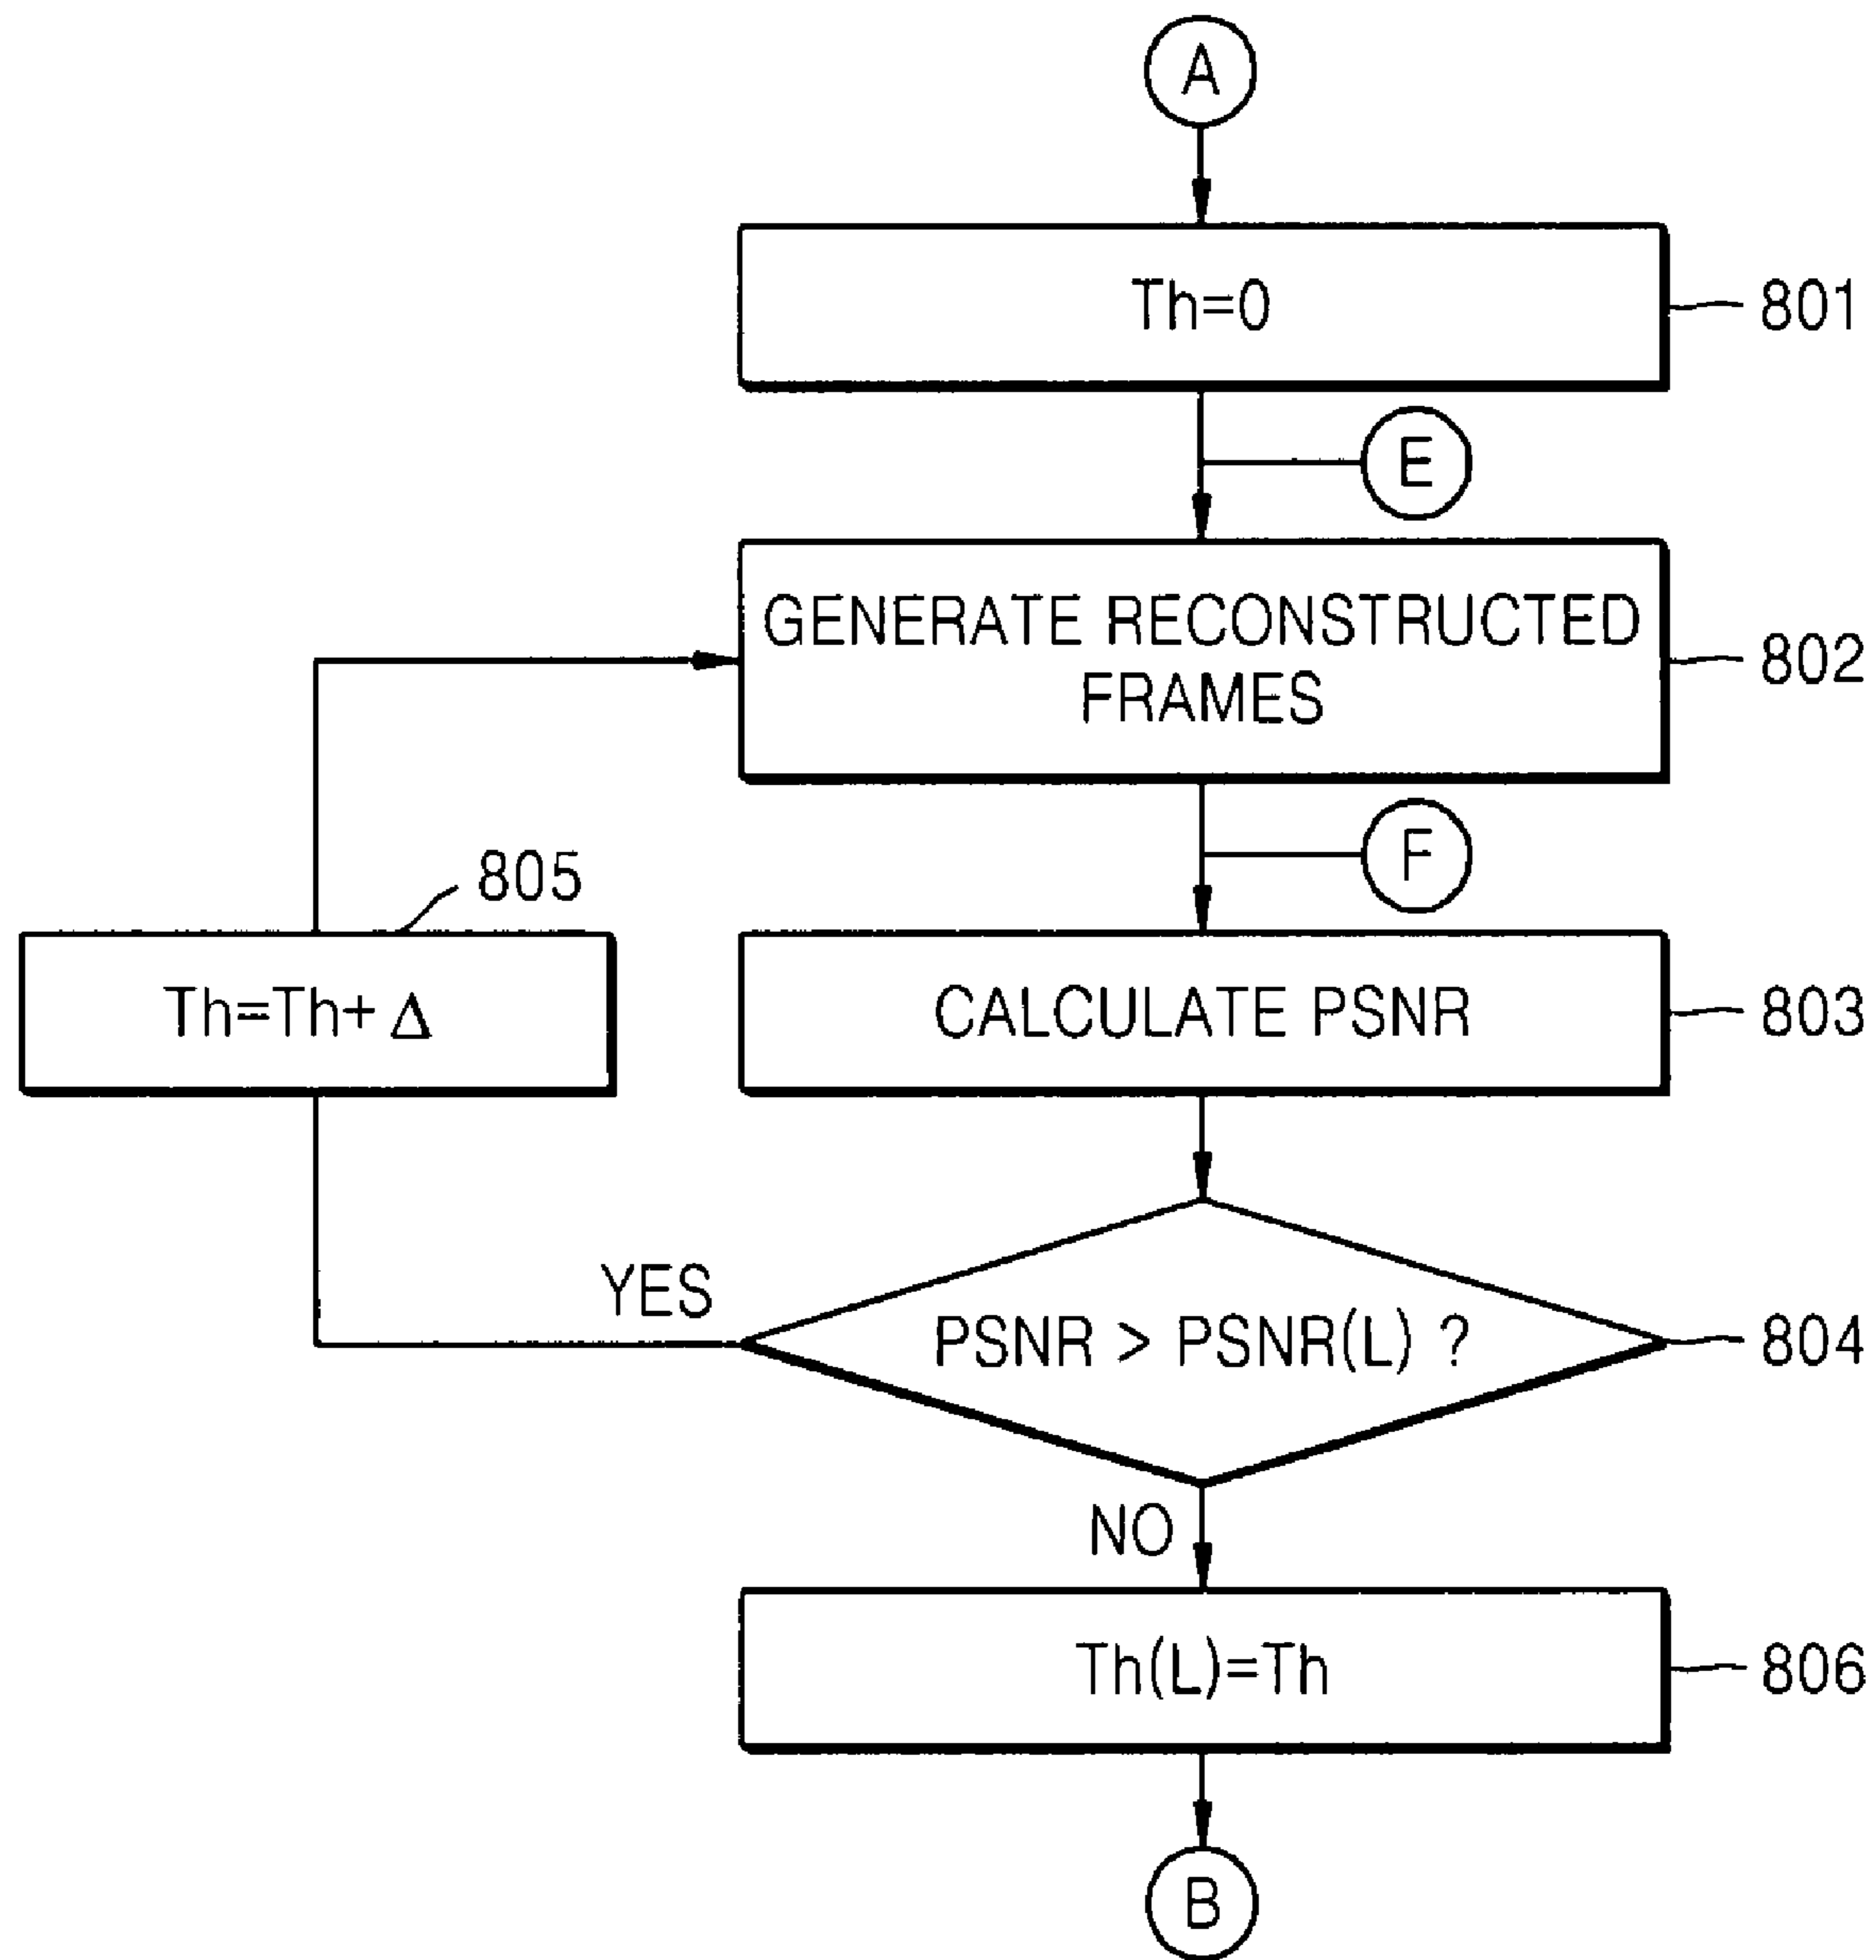 A
Th=0
801
E
GENERATE RECONSTRUCTED
FRAMES
802
F
805
Th=Th+ Δ
CALCULATE PSNR
803
YES
PSNR > PSNR(L) ?
804
NO
Th(L)=Th
806
B